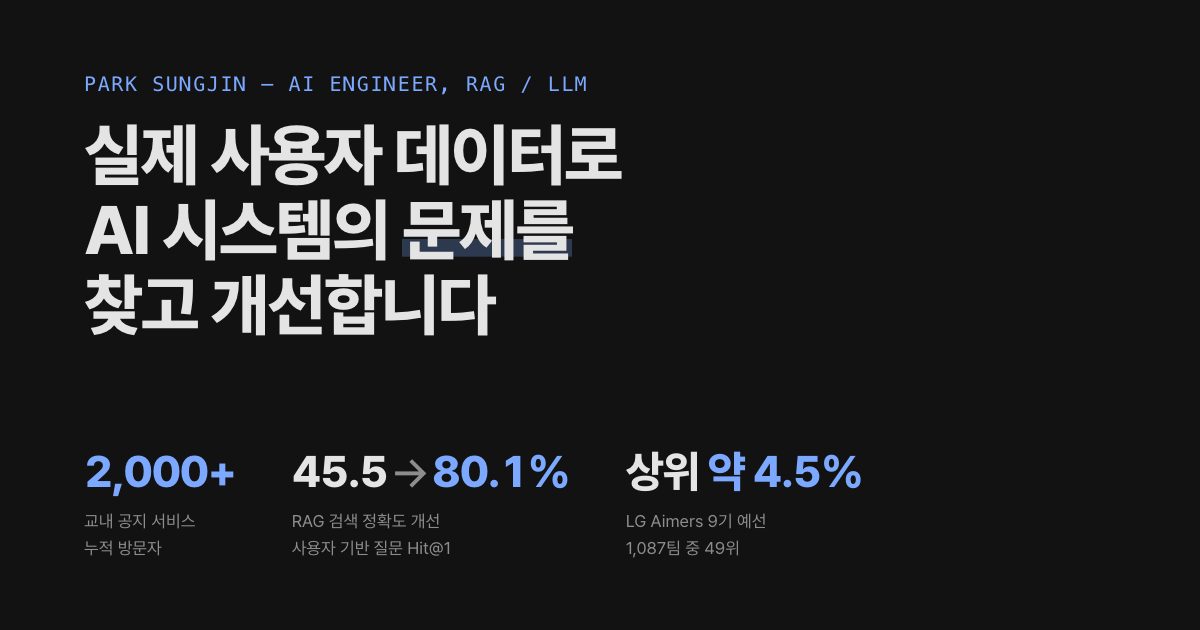 PARK SUNGJIN — AI ENGINEER, RAG / LLM
실제 사용자 데이터로
AI 시스템의 문제를
찾고 개선합니다
2,000+
교내 공지 서비스
누적 방문자
45.5→80.1%
RAG 검색 정확도 개선
사용자 기반 질문 Hit@1
상위 약 4.5%
LG Aimers 9기 예선
1,087팀 중 49위